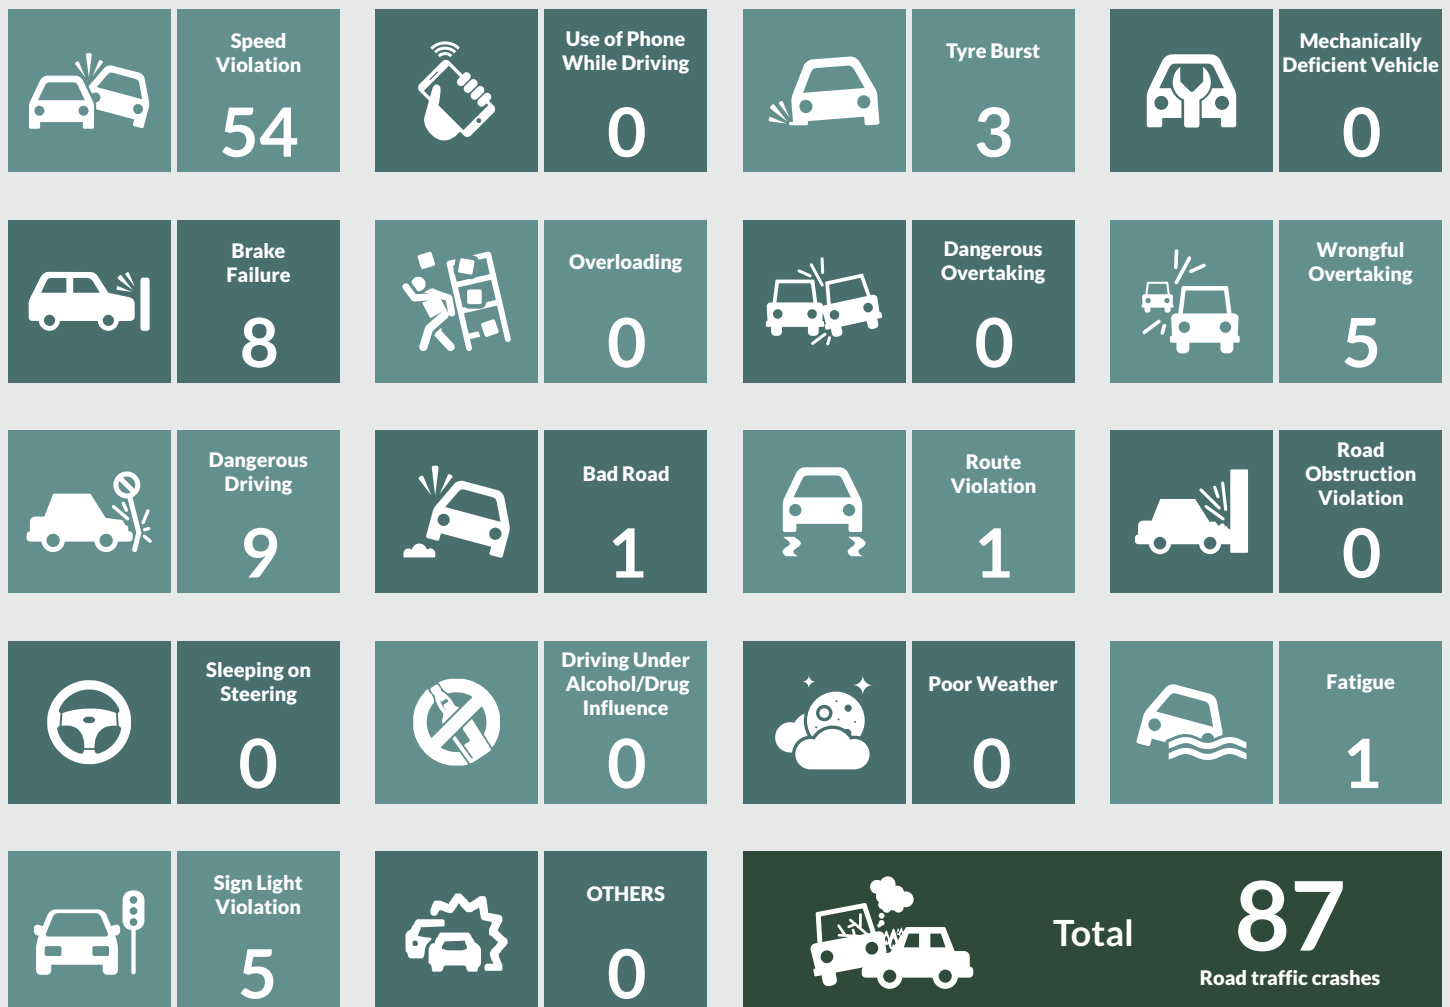 Speed
Violation
54
Use of Phone
While Driving
0
Tyre Burst
3
Mechanically
Deficient Vehicle
0
Brake
Failure
8
Overloading
0
Dangerous
Overtaking
0
Wrongful
Overtaking
5
Dangerous
Driving
9
Bad Road
1
Route
Violation
1
Road
Obstruction
Violation
0
Sleeping on
Steering
0
Driving Under
Alcohol/Drug
Influence
0
Poor Weather
0
Fatigue
1
Sign Light
Violation
5
OTHERS
0
Total
87
Road traffic crashes